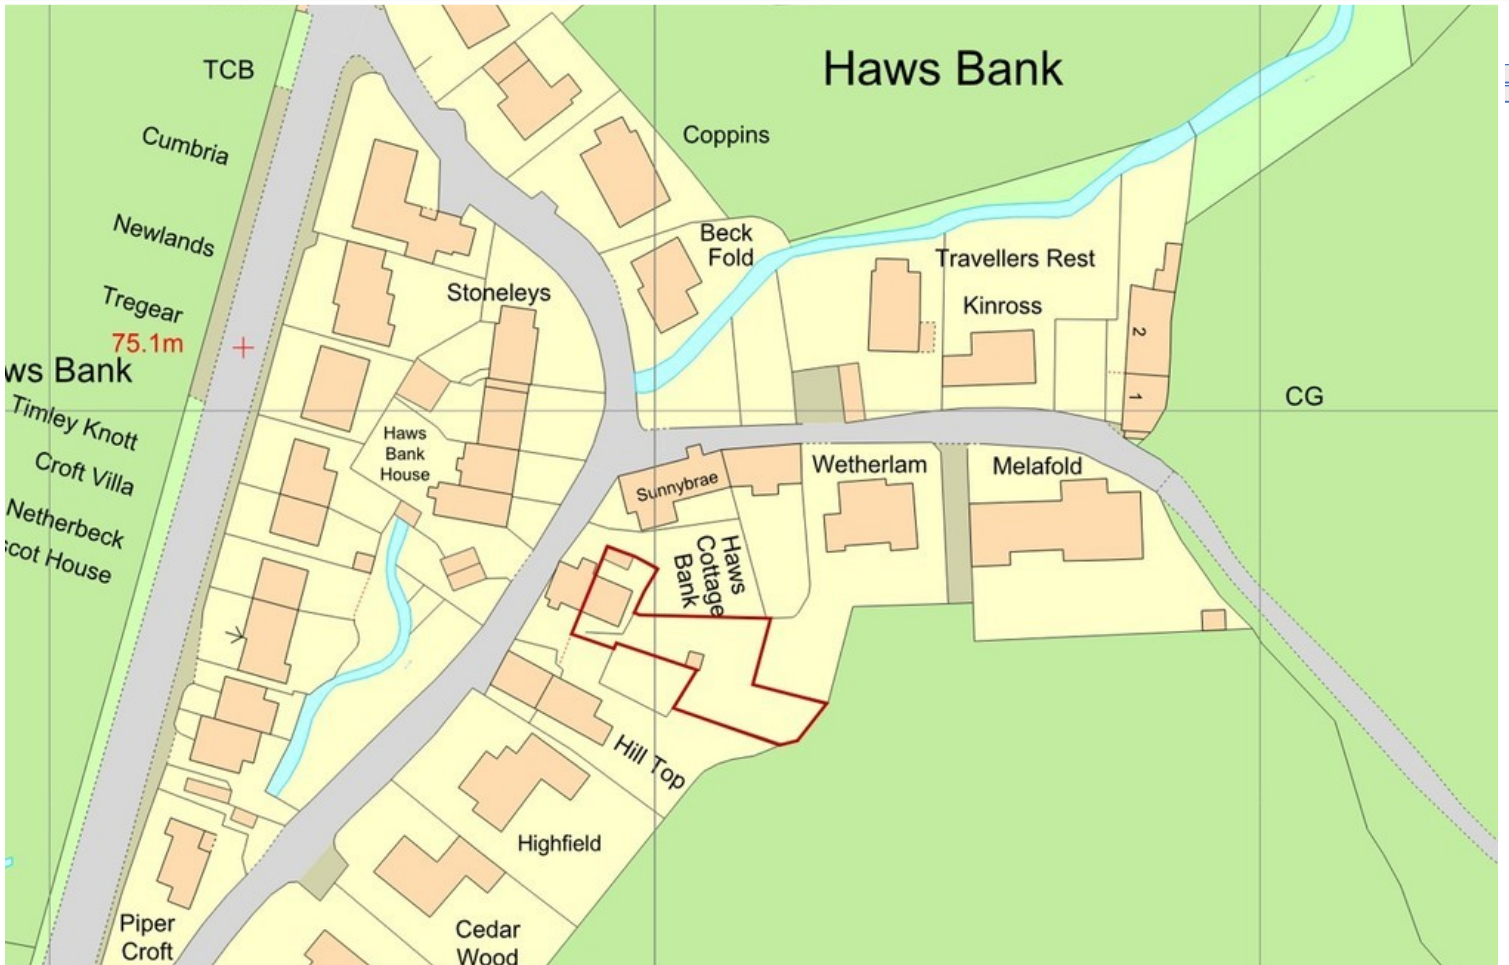 Haws Bank
TCB
Coppins
Cumbria
Beck
Fold
Newlands
Travellers Rest
Stoneleys
Tregear
Kinross
2
75.1m
ws Bank
1
CG
Timley Knott
Haws
Bank
House
Croft Villa
Wetherlam
Melafold
Sunnybrae
Netherbeck
scot House
Haws
Cottage
Bank
Hill Top
Highfield
Piper
Croft
Cedar
Wood